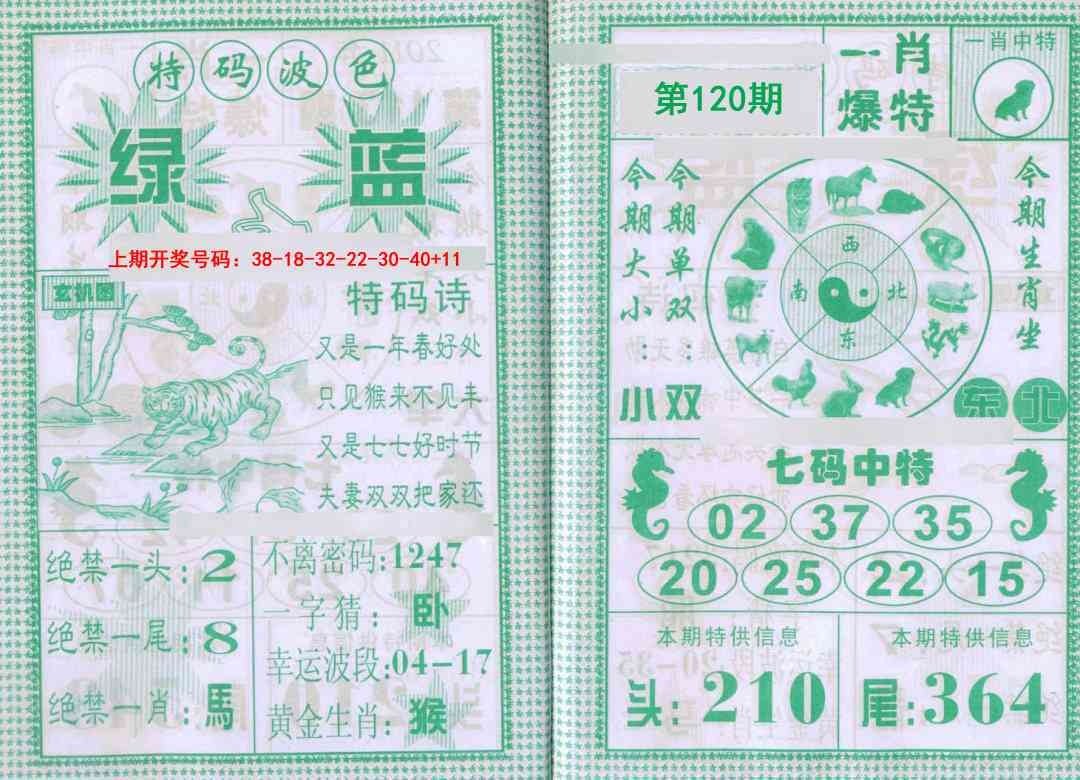 特码波色
绿 蓝
上期开奖号码：38-18-32-22-30-40+11
玄机图
特码诗
又是一年春好处
只见猴来不见羊
又是七七好时节
夫妻双双把家还
绝禁一头：2
绝禁一尾：8
绝禁一肖：馬
不离密码：1247
一字猜：卧
幸运波段：04-17
黄金生肖：猴
第120期
一肖
爆特
一肖中特
今期大小：小
今期单双：双
西
南 北
东
今期生肖坐
东北
七码中特
02 37 35
20 25 22 15
本期特供信息
头：210
本期特供信息
尾：364